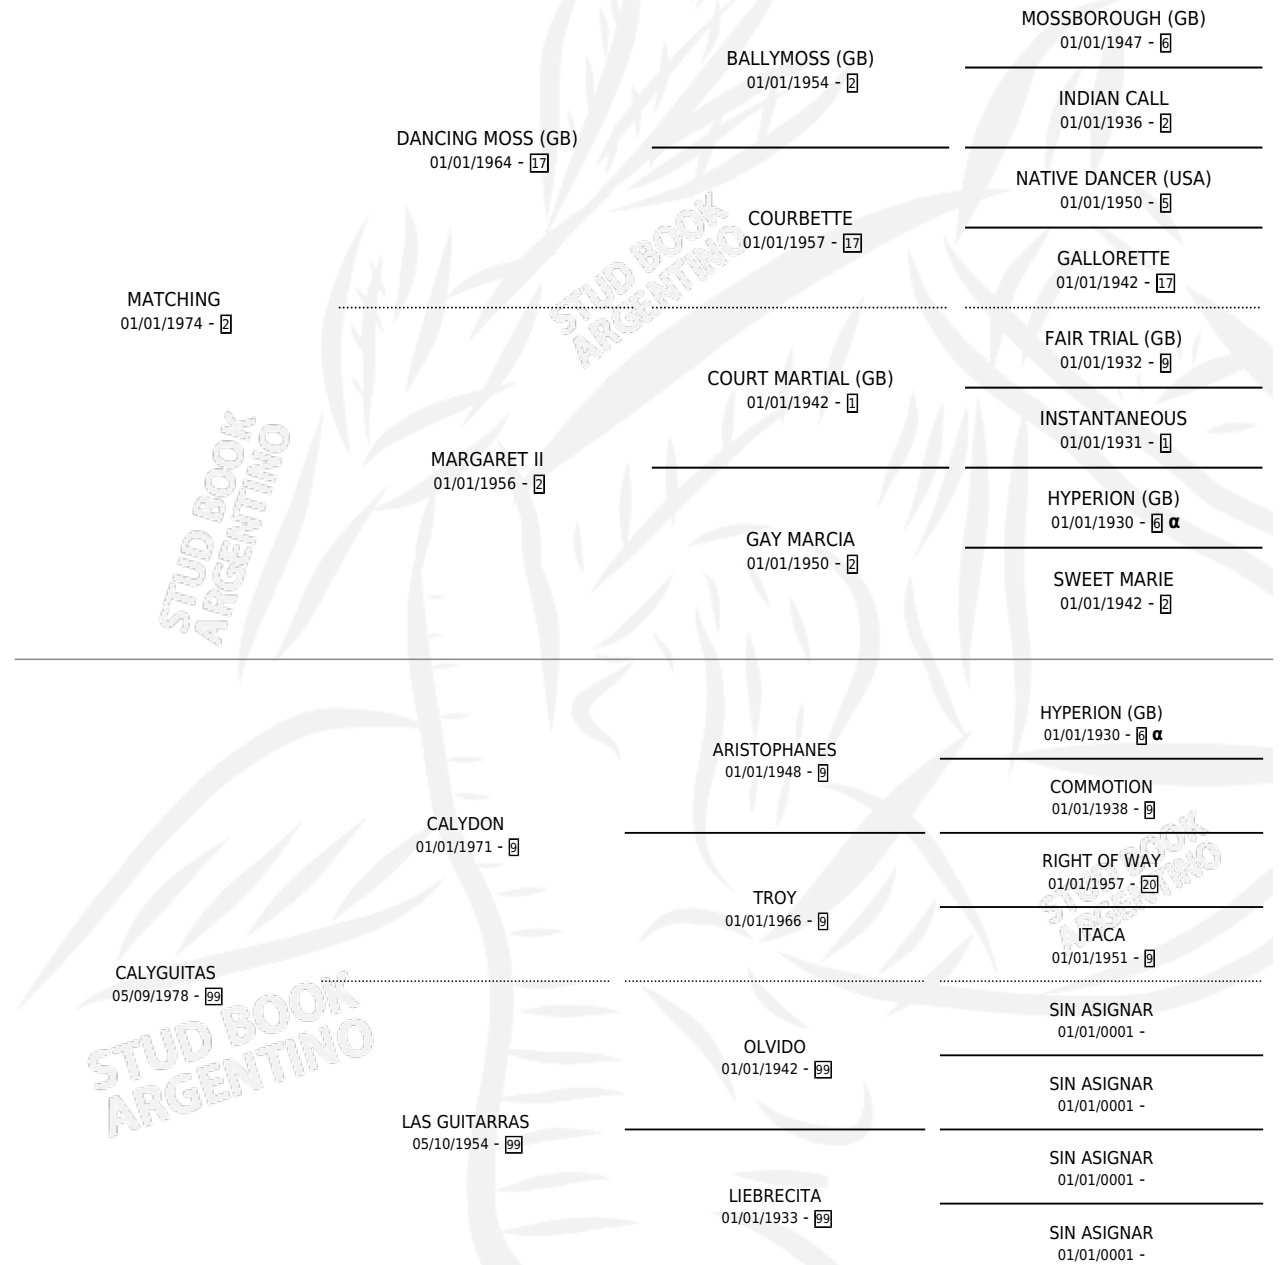 MOSSBOROUGH (GB)
01/01/1947 - 6
BALLYMOSS (GB)
01/01/1954 - 2
INDIAN CALL
01/01/1936 - 2
DANCING MOSS (GB)
01/01/1964 - 17
NATIVE DANCER (USA)
01/01/1950 - 5
COURBETTE
01/01/1957 - 17
GALLORETTE
01/01/1942 - 17
STUD BOOK
ARGENTINO
MATCHING
01/01/1974 - 2
FAIR TRIAL (GB)
01/01/1932 - 9
COURT MARTIAL (GB)
01/01/1942 - 1
INSTANTANEOUS
01/01/1931 - 1
MARGARET II
01/01/1956 - 2
HYPERION (GB)
01/01/1930 - 6 α
GAY MARCIA
01/01/1950 - 2
SWEET MARIE
01/01/1942 - 2
STUD BOOK
ARGENTINO
HYPERION (GB)
01/01/1930 - 6 α
ARISTOPHANES
01/01/1948 - 9
COMMOTION
01/01/1938 - 9
CALYDON
01/01/1971 - 9
RIGHT OF WAY
01/01/1957 - 20
TROY
01/01/1966 - 9
ITACA
01/01/1951 - 9
STUD BOOK
ARGENTINO
CALYGUITAS
05/09/1978 - 99
SIN ASIGNAR
01/01/0001 -
OLVIDO
01/01/1942 - 99
SIN ASIGNAR
01/01/0001 -
STUD BOOK
ARGENTINO
LAS GUITARRAS
05/10/1954 - 99
SIN ASIGNAR
01/01/0001 -
LIEBRECITA
01/01/1933 - 99
SIN ASIGNAR
01/01/0001 -